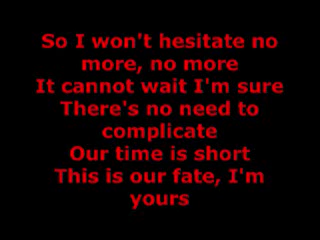 So I won't hesitate no
more, no more
It cannot wait I'm sure
There's no need to
complicate
Our time is short
This is our fate, I'm
yours